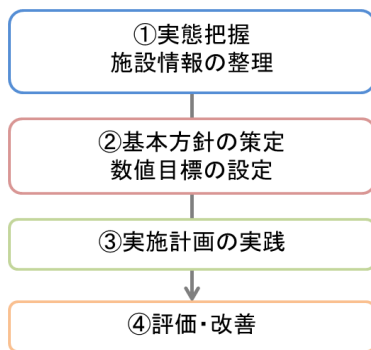 ①実態把握
施設情報の整理
②基本方針の策定
数値目標の設定
③実施計画の実践
④評価・改善